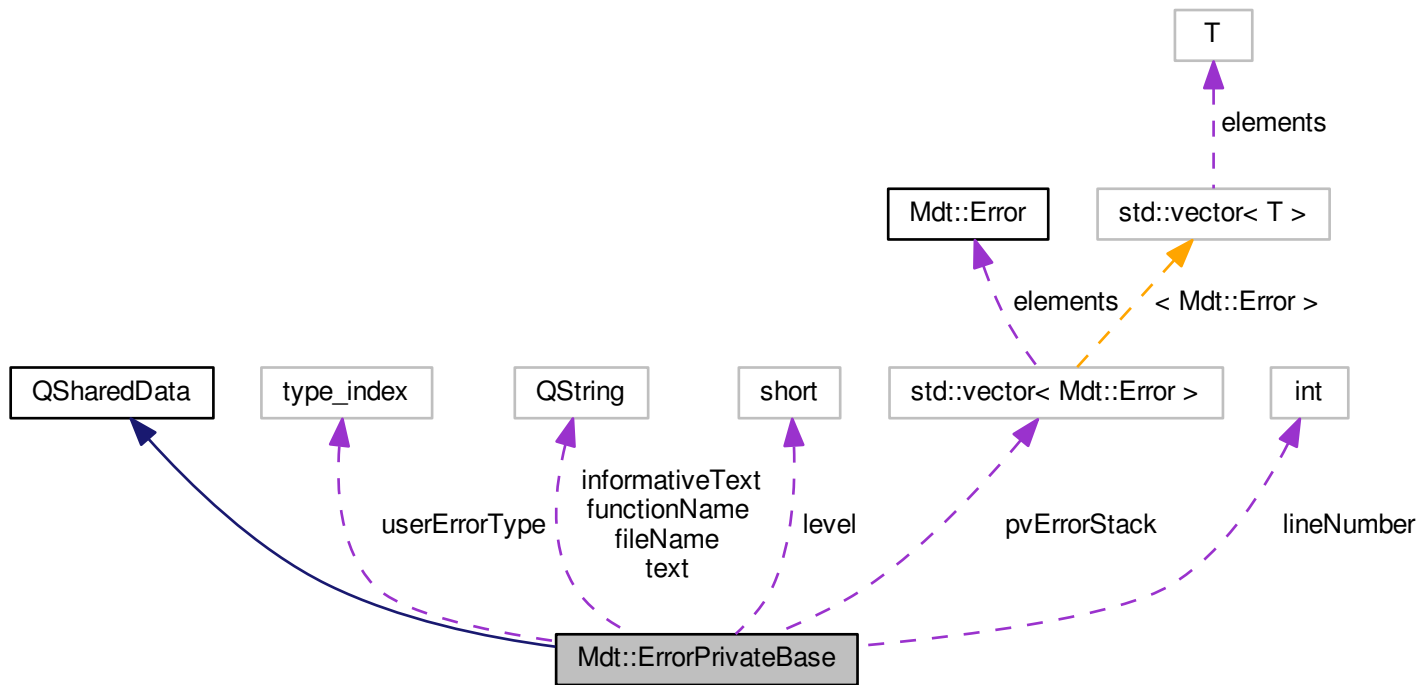 T
elements
Mdt::Error
std::vector< T >
elements
< Mdt::Error >
QSharedData
type_index
QString
short
std::vector< Mdt::Error >
int
userErrorType
informativeText
functionName
fileName
text
level
pvErrorStack
lineNumber
Mdt::ErrorPrivateBase